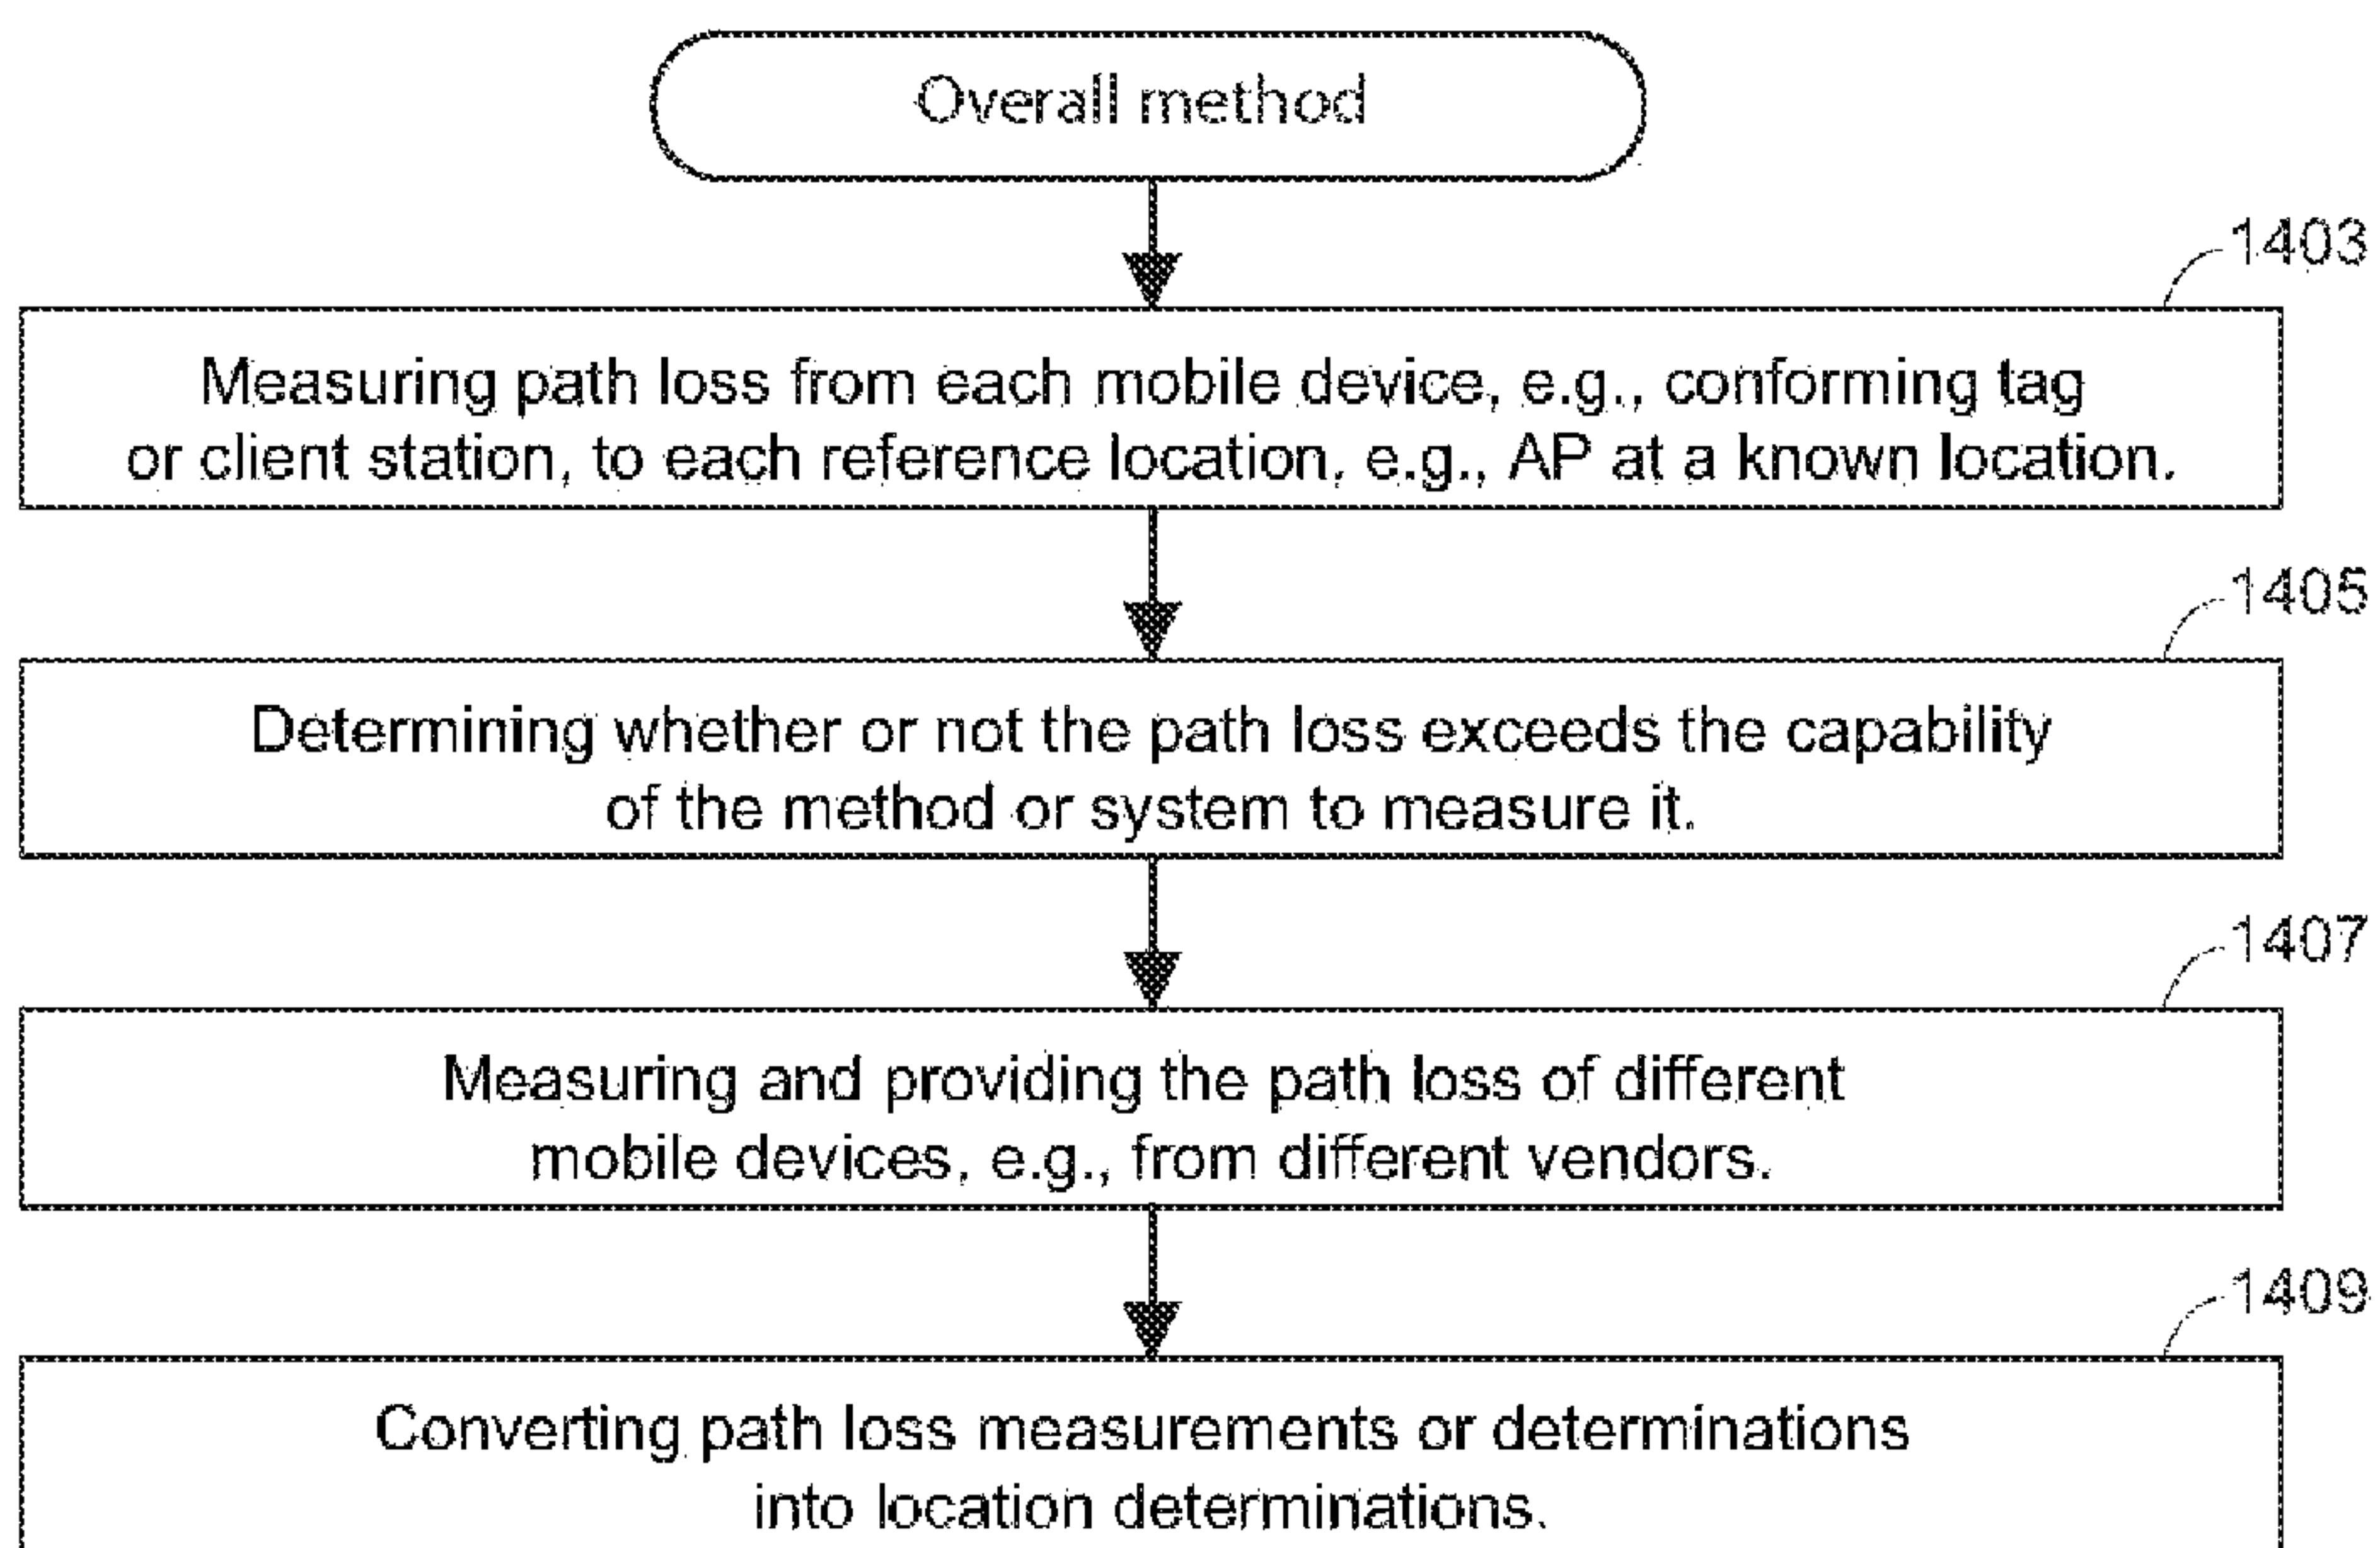 Overall method
1403
Measuring path loss from each mobile device, e.g., conforming tag
or client station, to each reference location, e.g., AP at a known location.
1405
Determining whether or not the path loss exceeds the capability
of the method or system to measure it.
1407
Measuring and providing the path loss of different
mobile devices, e.g., from different vendors.
1409
Converting path loss measurements or determinations
into location determinations.